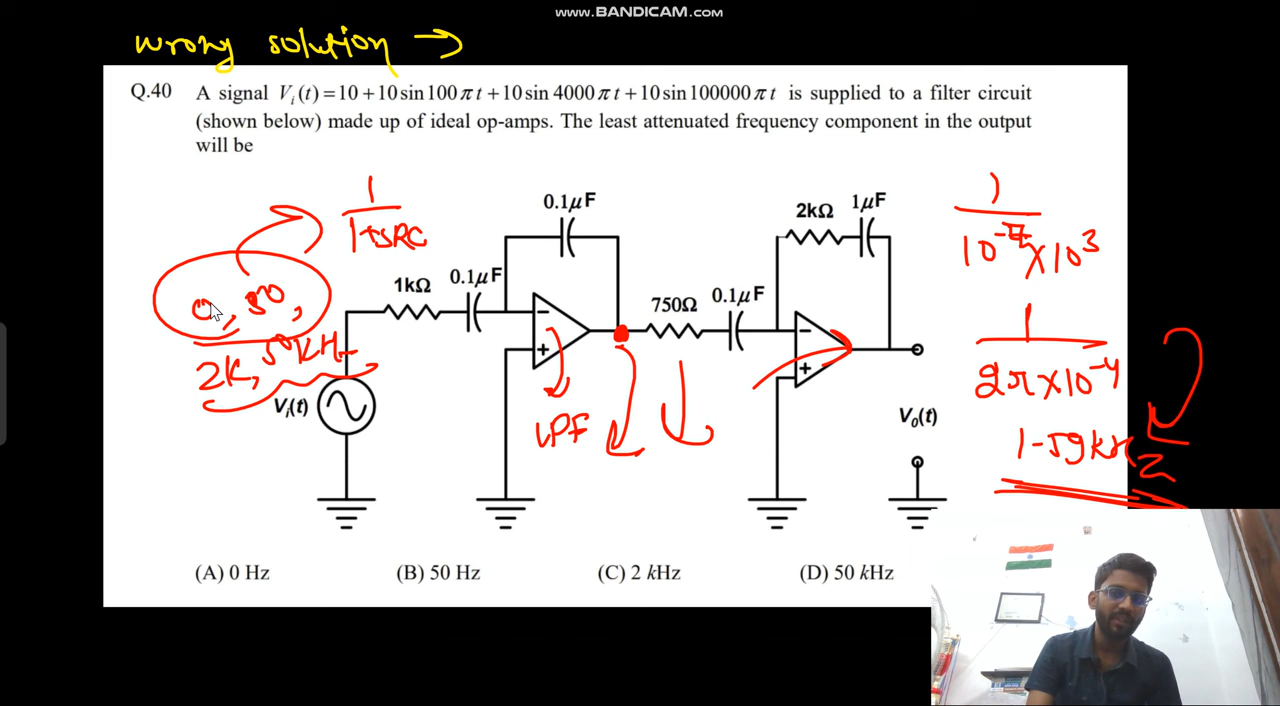 www.BANDICAM.com
wrong solution →
Q.40 A signal Vi(t) = 10 + 10 sin 100πt + 10 sin 4000πt + 10 sin 100000πt is supplied to a filter circuit
(shown below) made up of ideal op-amps. The least attenuated frequency component in the output
will be
1
1+SRC
0.1μF
2kΩ 1μF
1
10^-7 × 10^3
1kΩ 0.1μF
750Ω 0.1μF
0, 50,
2K, 50KHz
1
2π×10^-4
Vi(t)
LPF
Vo(t)
1.59kHz
(A) 0 Hz (B) 50 Hz (C) 2 kHz (D) 50 kHz